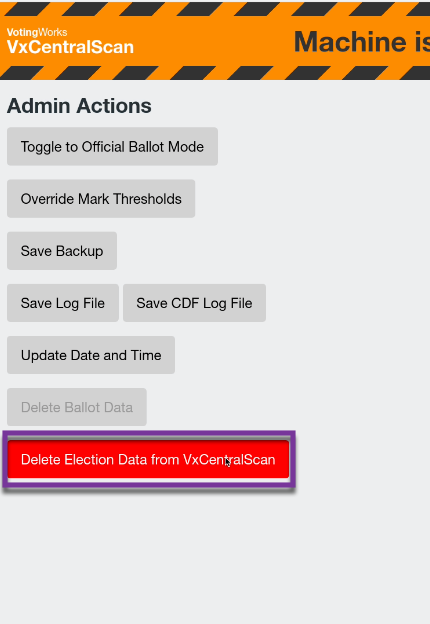 VotingWorks
VxCentralScan
Machine is
Admin Actions
Toggle to Official Ballot Mode
Override Mark Thresholds
Save Backup
Save Log File
Save CDF Log File
Update Date and Time
Delete Ballot Data
Delete Election Data from VxCentralScan